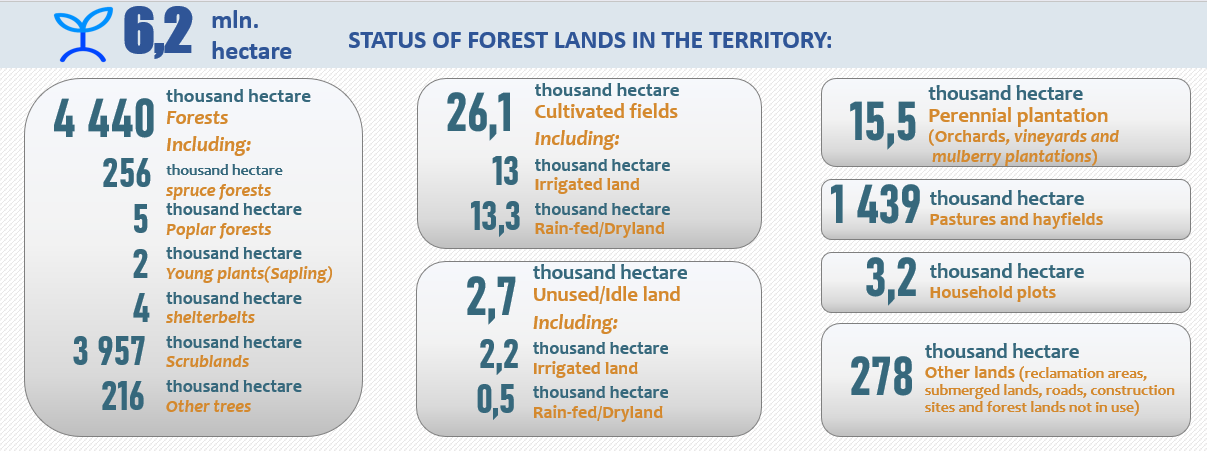 6,2 mln.
hectare
STATUS OF FOREST LANDS IN THE TERRITORY:
4 440 thousand hectare
Forests
Including:
256 thousand hectare
spruce forests
5 thousand hectare
Poplar forests
2 thousand hectare
Young plants(Sapling)
4 thousand hectare
shelterbelts
3 957 thousand hectare
Scrublands
216 thousand hectare
Other trees
26,1 thousand hectare
Cultivated fields
Including:
13 thousand hectare
Irrigated land
13,3 thousand hectare
Rain-fed/Dryland
2,7 thousand hectare
Unused/Idle land
Including:
2,2 thousand hectare
Irrigated land
0,5 thousand hectare
Rain-fed/Dryland
15,5 thousand hectare
Perennial plantation
(Orchards, vineyards and
mulberry plantations)
1 439 thousand hectare
Pastures and hayfields
3,2 thousand hectare
Household plots
278 thousand hectare
Other lands (reclamation areas,
submerged lands, roads, construction
sites and forest lands not in use)